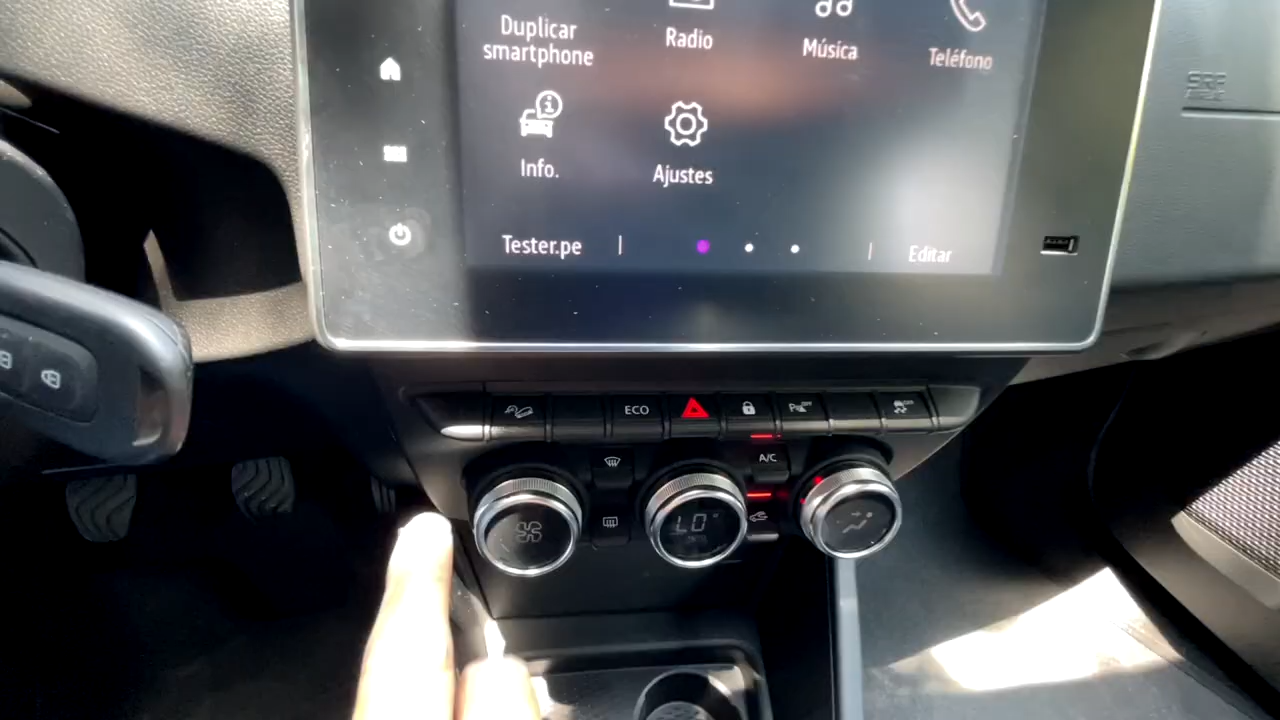 Duplicar
smartphone
Radio
Música
Teléfono
Info.
Ajustes
Tester.pe
Editar
ECO
A/C
LO